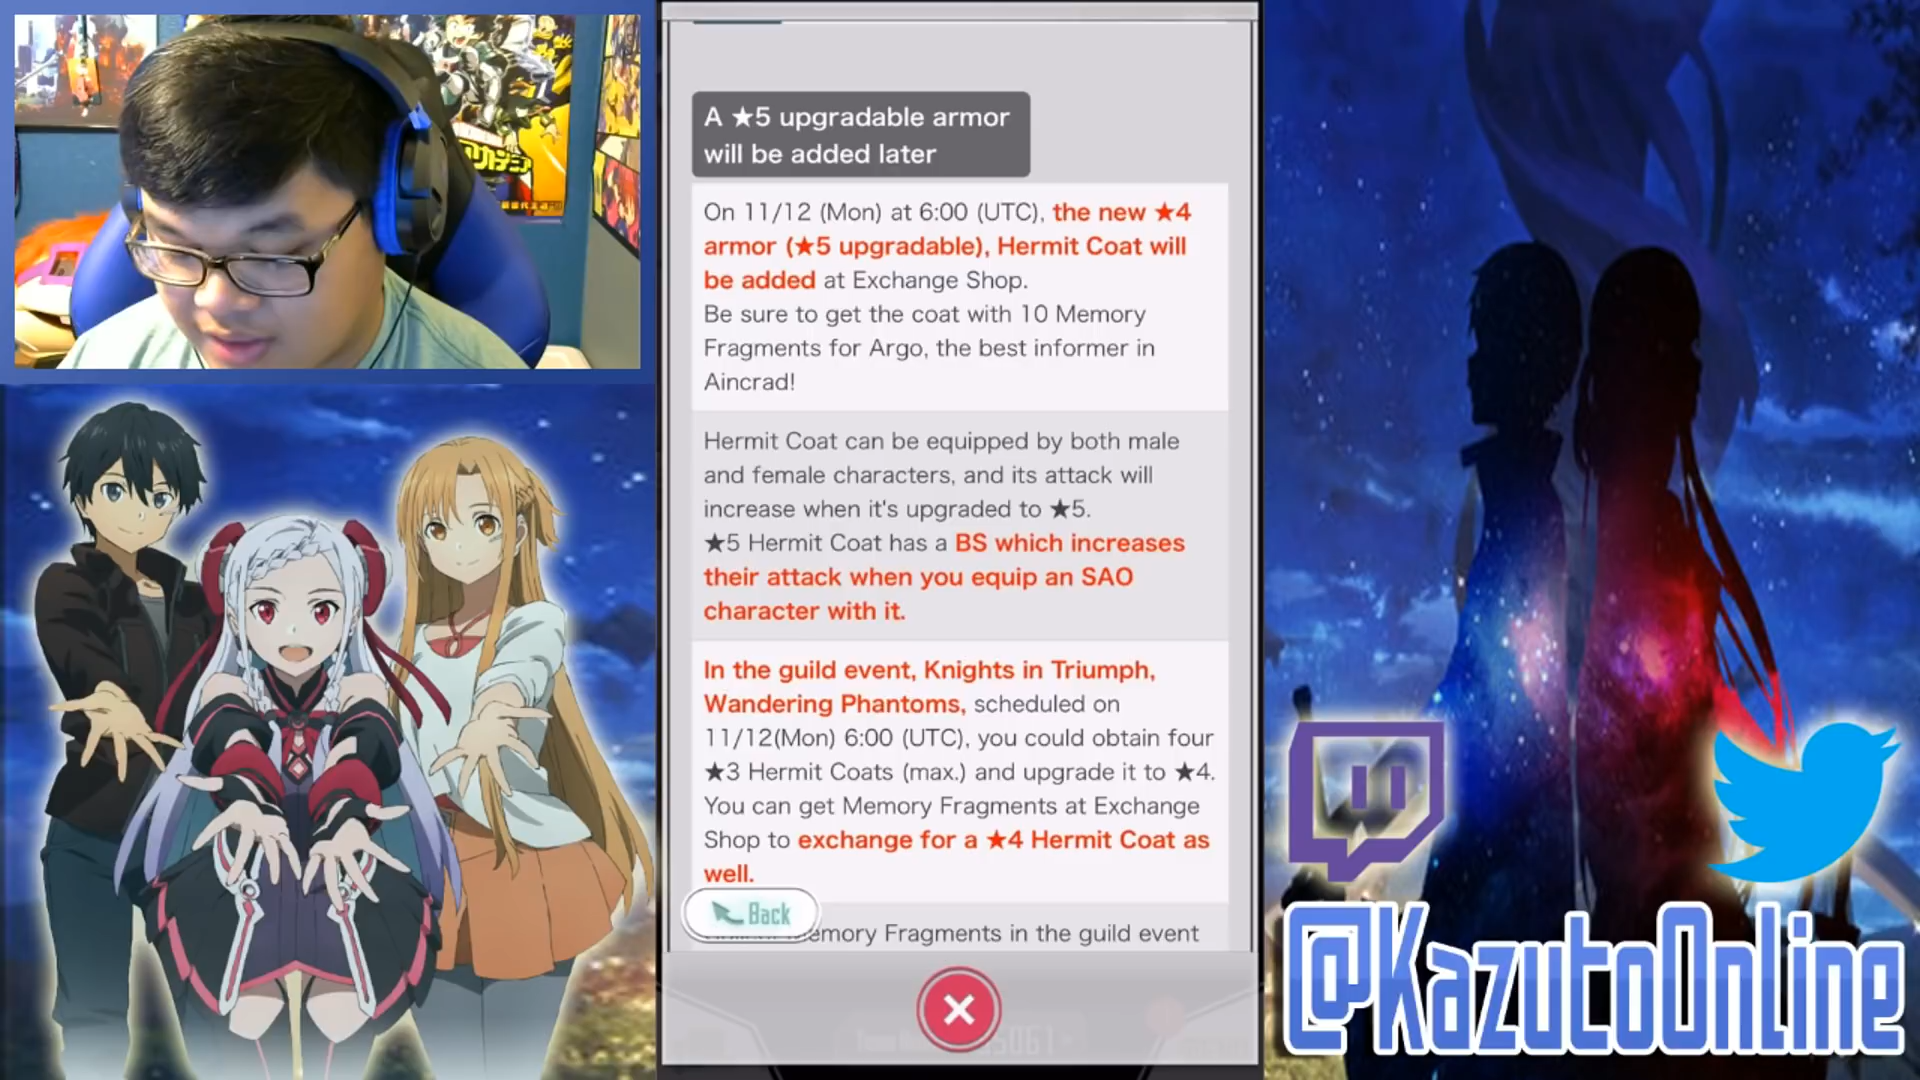 A ★5 upgradable armor
will be added later
On 11/12 (Mon) at 6:00 (UTC), the new ★4
armor (★5 upgradable), Hermit Coat will
be added at Exchange Shop.
Be sure to get the coat with 10 Memory
Fragments for Argo, the best informer in
Aincrad!
Hermit Coat can be equipped by both male
and female characters, and its attack will
increase when it's upgraded to ★5.
★5 Hermit Coat has a BS which increases
their attack when you equip an SAO
character with it.
In the guild event, Knights in Triumph,
Wandering Phantoms, scheduled on
11/12(Mon) 6:00 (UTC), you could obtain four
★3 Hermit Coats (max.) and upgrade it to ★4.
You can get Memory Fragments at Exchange
Shop to exchange for a ★4 Hermit Coat as
well.
Back
Memory Fragments in the guild event
@KazutoOnline